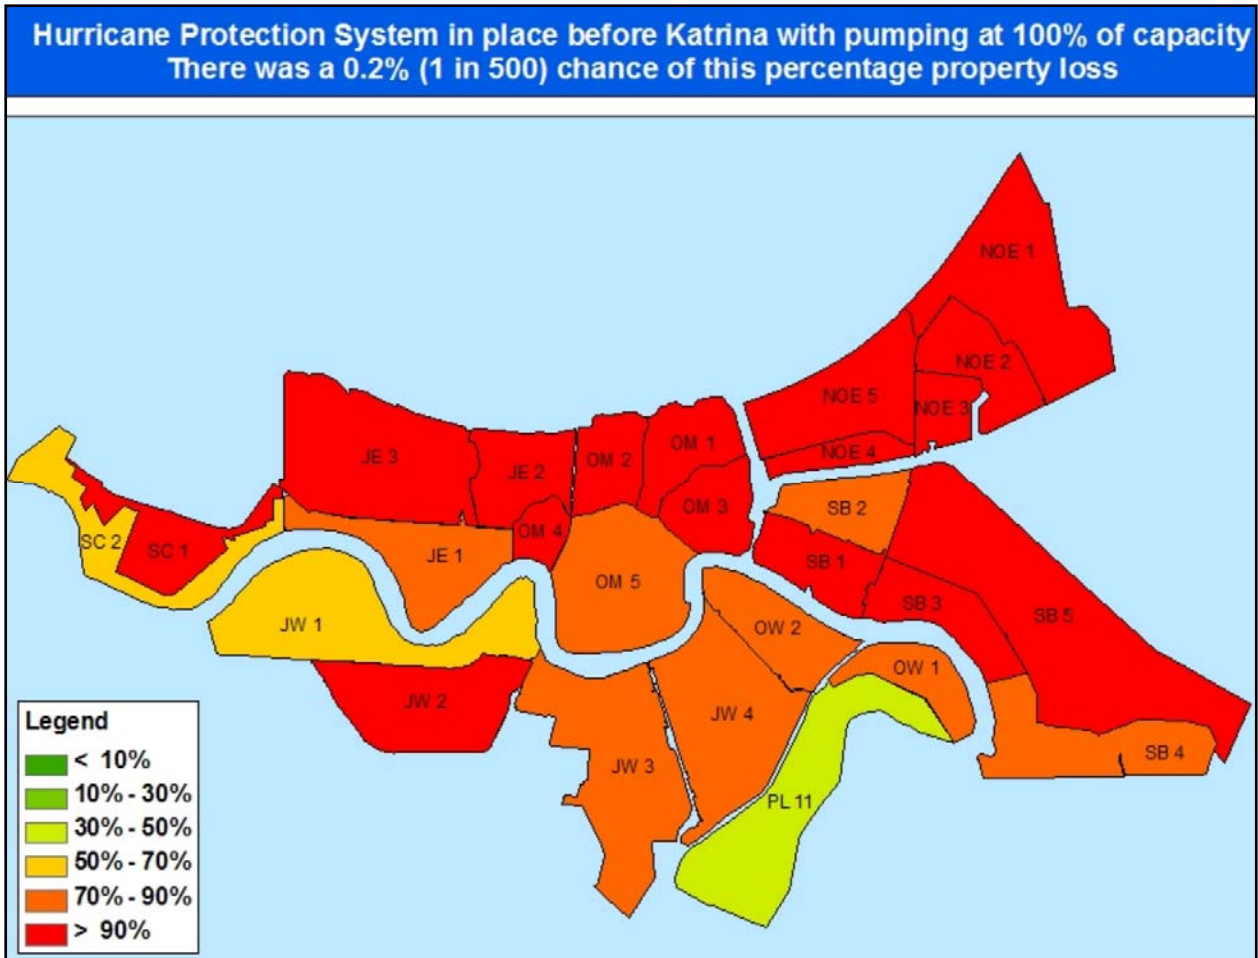 Hurricane Protection System in place before Katrina with pumping at 100% of capacity
There was a 0.2% (1 in 500) chance of this percentage property loss
NOE 1
NOE 2
NOE 5
NOE 3
NOE 4
OM 1
OM 2
JE 3
JE 2
OM 3
OM 4
SB 2
SC 2
SC 1
JE 1
OM 5
SB 1
SB 3
SB 5
JW 1
OW 2
OW 1
JW 2
JW 4
JW 3
SB 4
PL 11
Legend
< 10%
10% - 30%
30% - 50%
50% - 70%
70% - 90%
> 90%